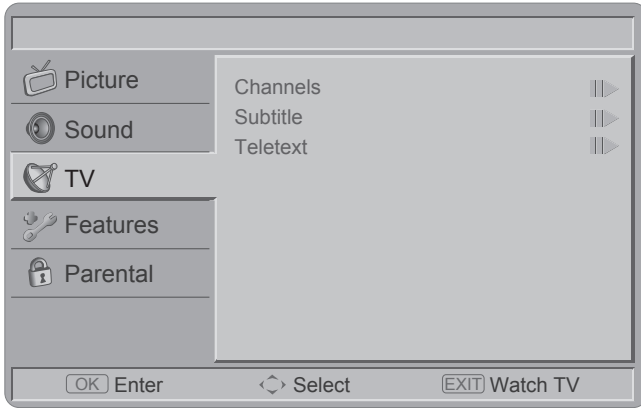 Picture
Sound
TV
Features
Parental
Channels
Subtitle
Teletext
OK Enter Select EXIT Watch TV